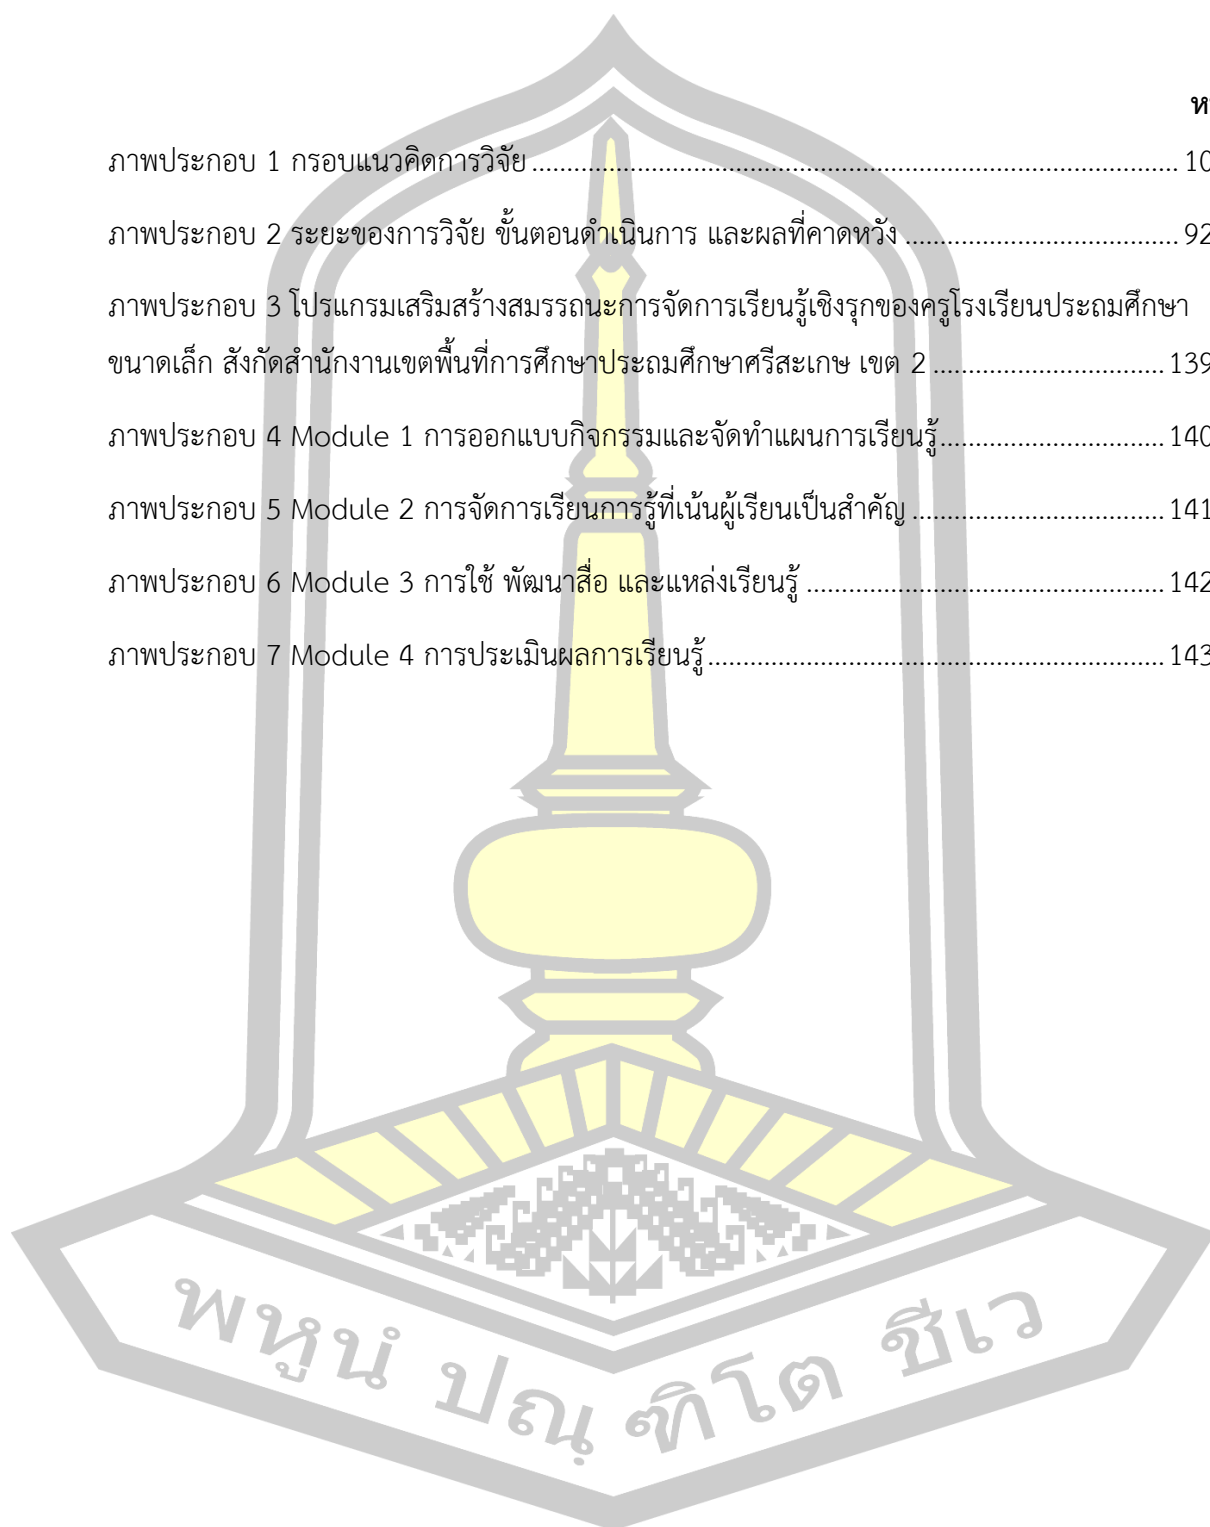 ภาพประกอบ 1 กรอบแนวคิดการวิจัย ........................................................................................... 10
ภาพประกอบ 2 ระยะของการวิจัย ขั้นตอนดำเนินการ และผลที่คาดหวัง ....................................... 92
ภาพประกอบ 3 โปรแกรมเสริมสร้างสมรรถนะการจัดการเรียนรู้เชิงรุกของครูโรงเรียนประถมศึกษา
ขนาดเล็ก สังกัดสำนักงานเขตพื้นที่การศึกษาประถมศึกษาศรีสะเกษ เขต 2 ................................. 139
ภาพประกอบ 4 Module 1 การออกแบบกิจกรรมและจัดทำแผนการเรียนรู้ ................................ 140
ภาพประกอบ 5 Module 2 การจัดการเรียนการรู้ที่เน้นผู้เรียนเป็นสำคัญ .................................... 141
ภาพประกอบ 6 Module 3 การใช้ พัฒนาสื่อ และแหล่งเรียนรู้ ................................................... 142
ภาพประกอบ 7 Module 4 การประเมินผลการเรียนรู้ ................................................................. 143
พหูนํ ปณฺฑิโต ชีเว